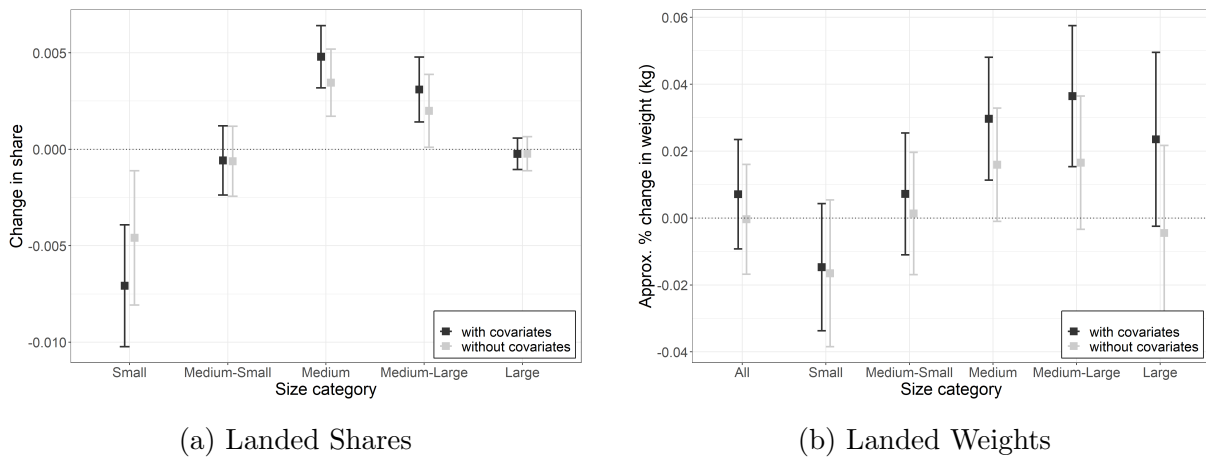 Change in share
0.005
0.000
-0.005
-0.010
with covariates
without covariates
Small Medium-Small Medium Medium-Large Large
Size category
(a) Landed Shares
Approx. % change in weight (kg)
0.06
0.04
0.02
0.00
-0.02
-0.04
with covariates
without covariates
All Small Medium-Small Medium Medium-Large Large
Size category
(b) Landed Weights